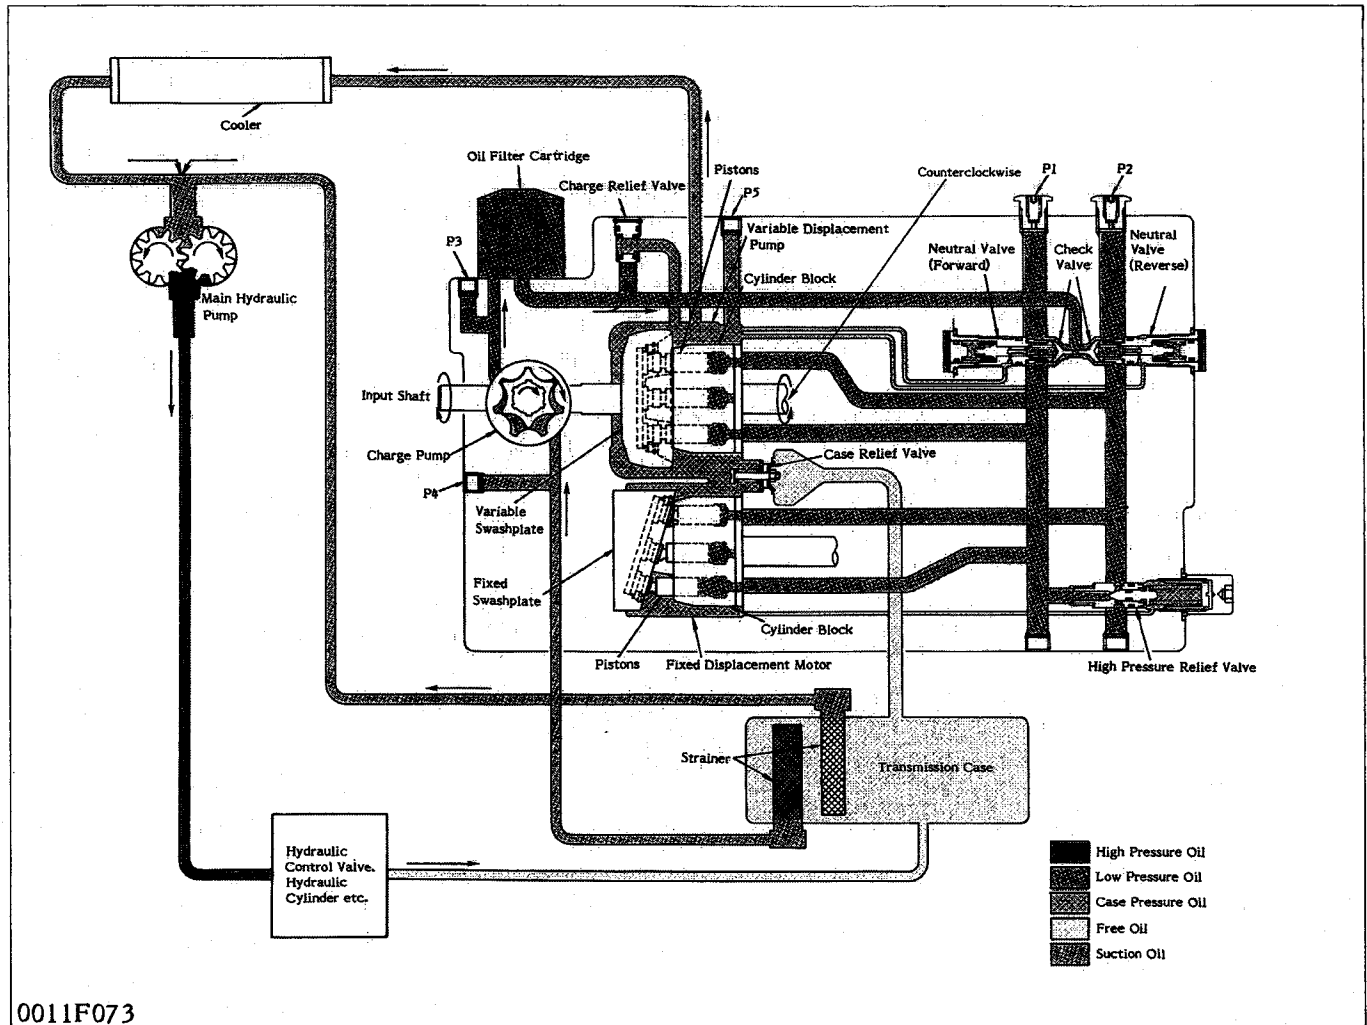 Cooler
Oil Filter Cartridge
Charge Relief Valve
Pistons
P5
Counterclockwise
P1
P2
P3
Variable Displacement
Pump
Neutral Valve
(Forward)
Check
Valve
Neutral
Valve
(Reverse)
Cylinder Block
Main Hydraulic
Pump
Input Shaft
Charge Pump
Case Relief Valve
P4
Variable
Swashplate
Fixed
Swashplate
Cylinder Block
Pistons
Fixed Displacement Motor
High Pressure Relief Valve
Strainer
Transmission Case
Hydraulic
Control Valve.
Hydraulic
Cylinder etc.
High Pressure Oil
Low Pressure Oil
Case Pressure Oil
Free Oil
Suction Oil
0011F073